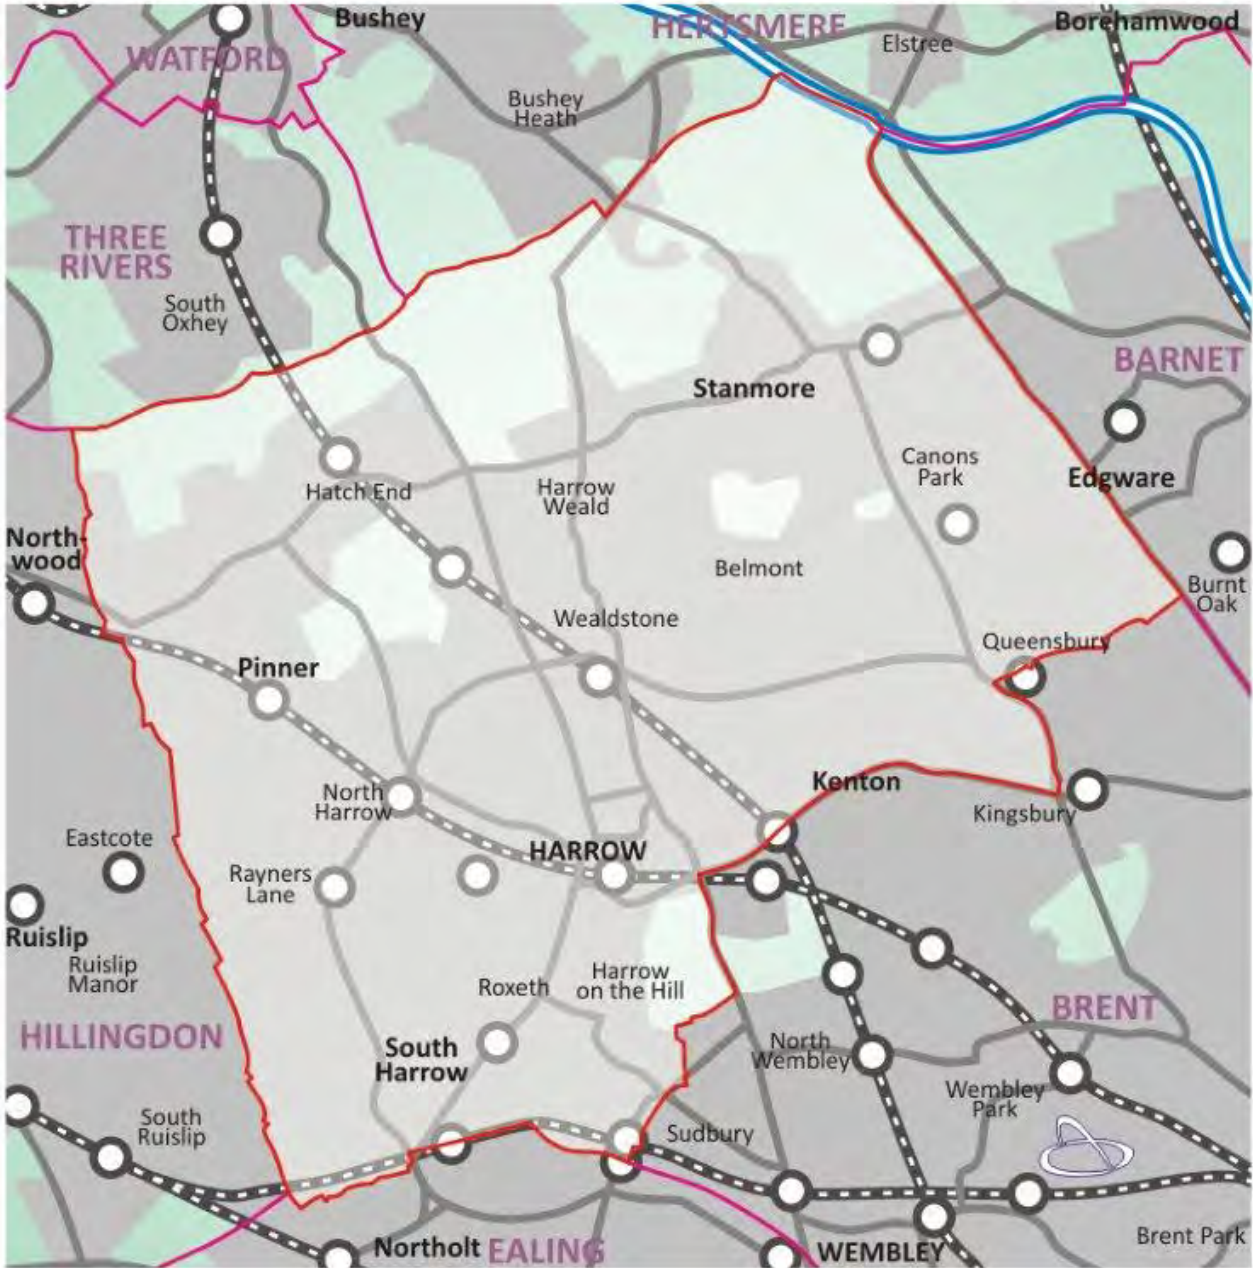 Bushey
HERTSMERE
Borehamwood
WATFORD
Elstree
Bushey
Heath
THREE
RIVERS
South
Oxhey
BARNET
Stanmore
Canons
Park
Edgware
Hatch End
Harrow
Weald
North-
wood
Belmont
Burnt
Oak
Wealdstone
Queensbury
Pinner
Kenton
North
Harrow
Kingsbury
Eastcote
HARROW
Rayners
Lane
Ruislip
Ruislip
Manor
Roxeth
Harrow
on the Hill
BRENT
HILLINGDON
South
Harrow
North
Wembley
Wembley
Park
South
Ruislip
Sudbury
Northolt
EALING
WEMBLEY
Brent Park